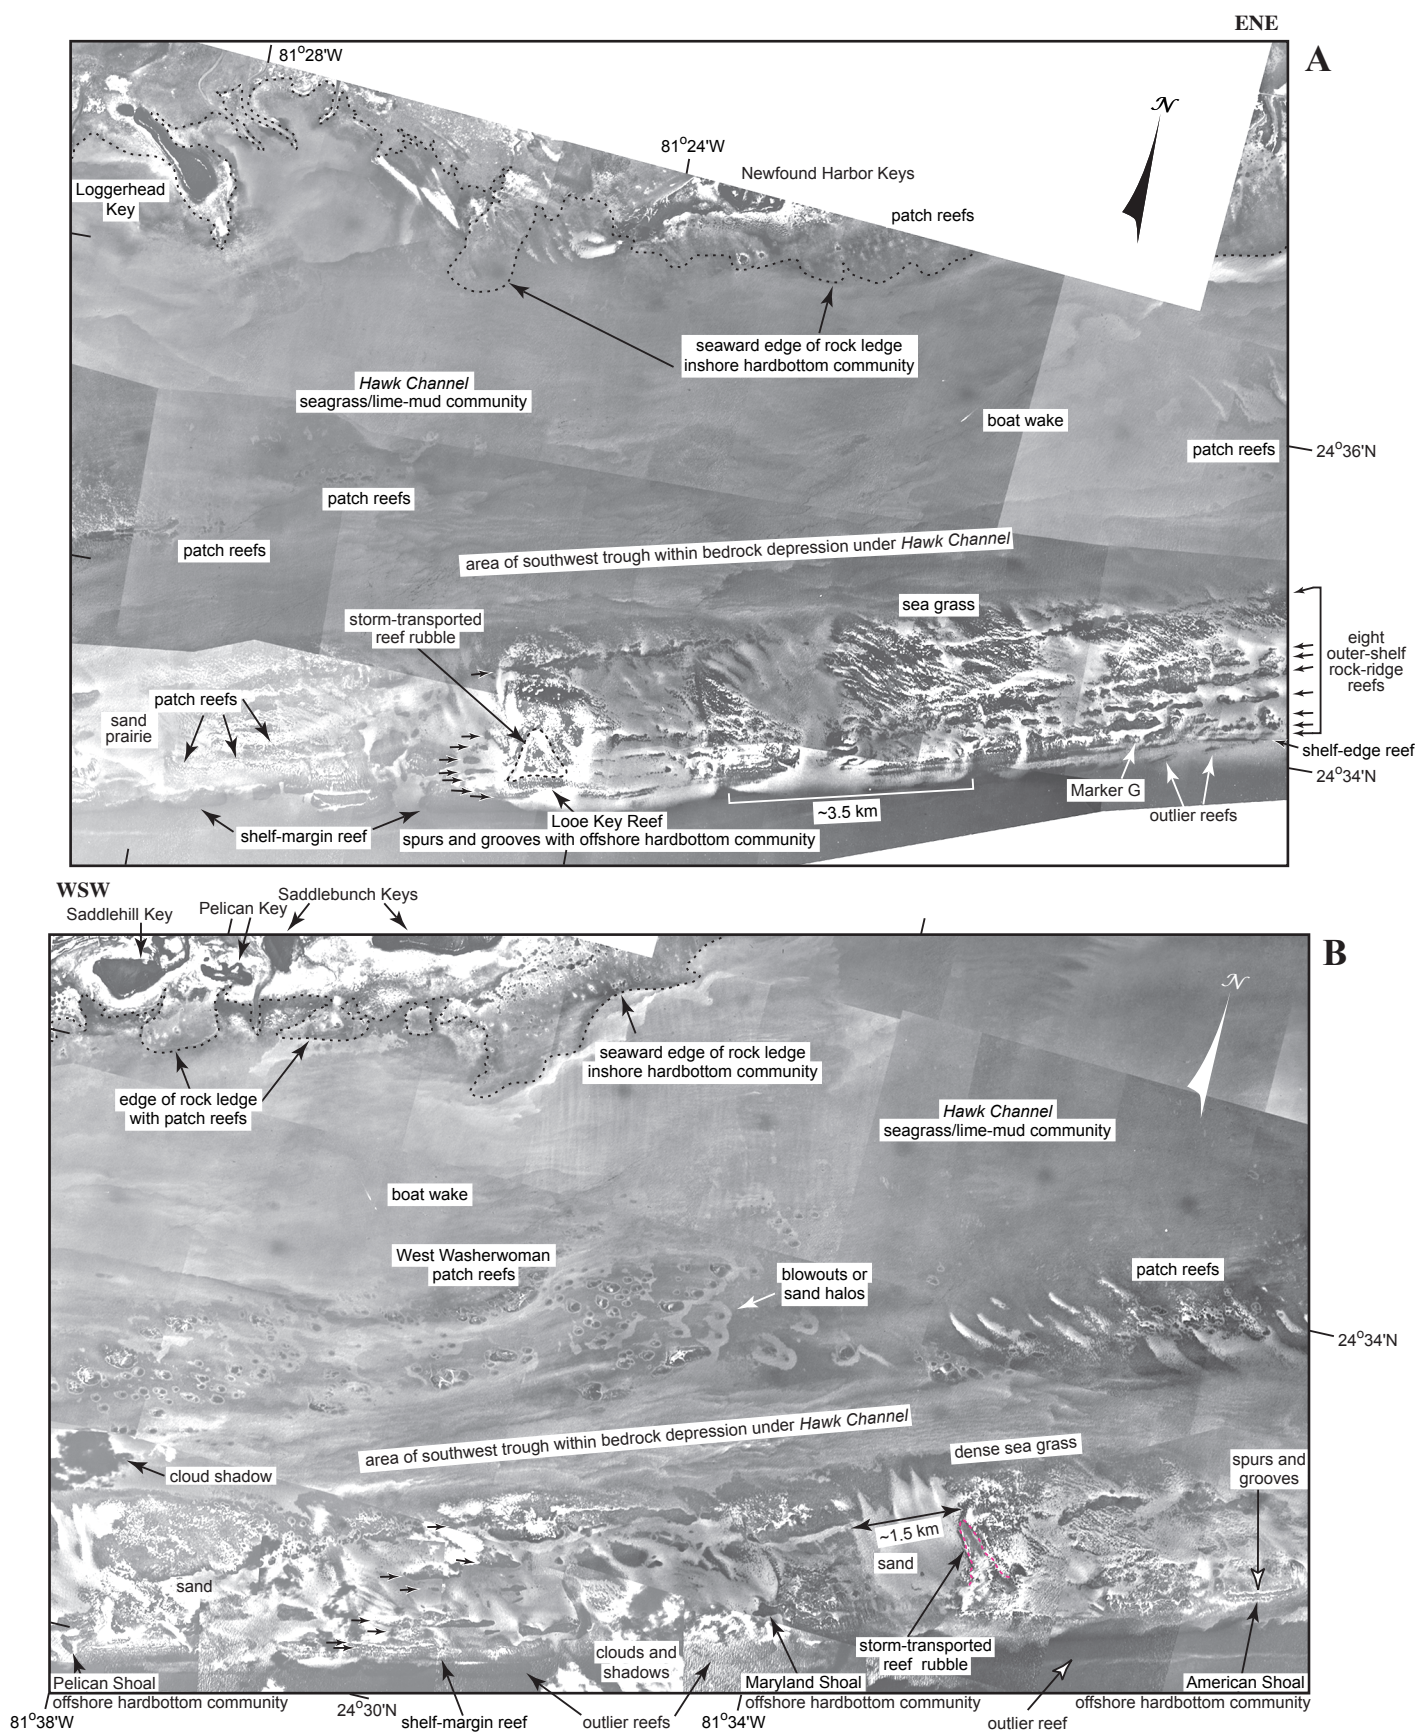 ENE
A
81°28'W
N
81°24'W
Newfound Harbor Keys
patch reefs
Loggerhead
Key
seaward edge of rock ledge
inshore hardbottom community
Hawk Channel
seagrass/lime-mud community
boat wake
patch reefs
24°36'N
patch reefs
patch reefs
area of southwest trough within bedrock depression under Hawk Channel
sea grass
storm-transported
reef rubble
eight
outer-shelf
rock-ridge
reefs
patch reefs
sand
prairie
shelf-edge reef
24°34'N
Marker G
~3.5 km
outlier reefs
shelf-margin reef
Looe Key Reef
spurs and grooves with offshore hardbottom community
WSW
Saddlehill Key
Pelican Key
Saddlebunch Keys
B
N
seaward edge of rock ledge
inshore hardbottom community
edge of rock ledge
with patch reefs
Hawk Channel
seagrass/lime-mud community
boat wake
West Washerwoman
patch reefs
blowouts or
sand halos
patch reefs
24°34'N
area of southwest trough within bedrock depression under Hawk Channel
dense sea grass
cloud shadow
spurs and
grooves
~1.5 km
sand
sand
storm-transported
reef rubble
clouds and
shadows
Pelican Shoal
offshore hardbottom community
Maryland Shoal
offshore hardbottom community
American Shoal
offshore hardbottom community
81°38'W
24°30'N
shelf-margin reef
outlier reefs
81°34'W
outlier reef